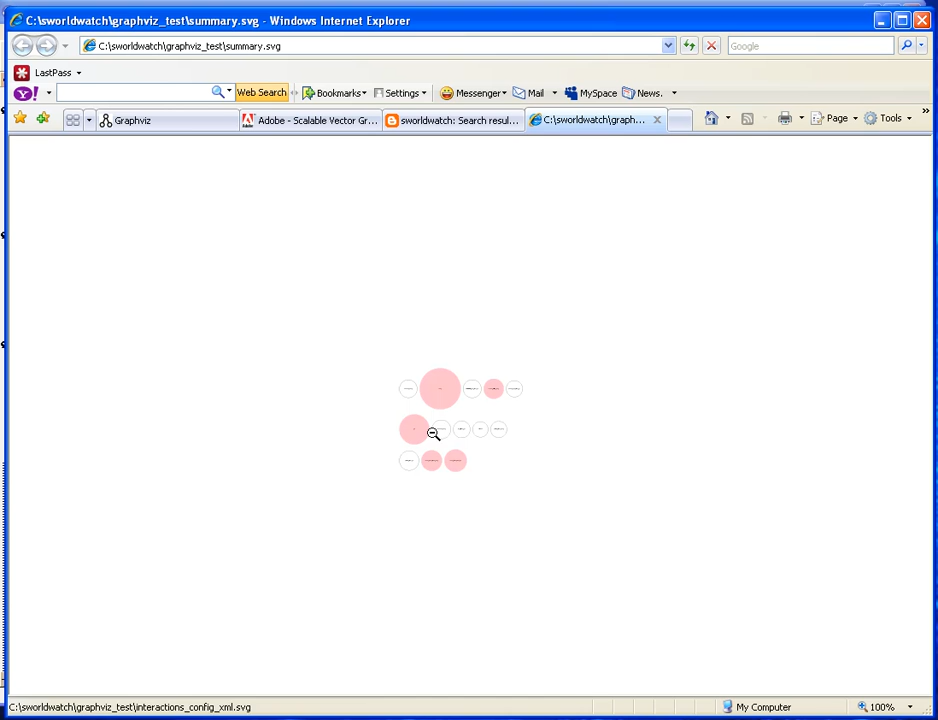 C:\sworldwatch\graphviz_test\summary.svg - Windows Internet Explorer
C:\sworldwatch\graphviz_test\summary.svg
Google
LastPass
Y!
Web Search
Bookmarks
Settings
Messenger
Mail
MySpace
News.
Graphviz
Adobe - Scalable Vector Gr...
sworldwatch: Search resul...
C:\sworldwatch\graph...
Page
Tools
C:\sworldwatch\graphviz_test\interactions_config_xml.svg
My Computer
100%